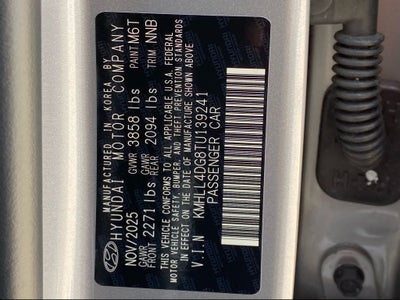 MANUFACTURED IN KOREA BY
HYUNDAI MOTOR COMPANY
NOV/2025 GVWR 3858 lbs PAINT M6T
GAWR FRONT 2271 lbs GAWR REAR 2094 lbs TRIM NNB
THIS VEHICLE CONFORMS TO ALL APPLICABLE U.S.A. FEDERAL
MOTOR VEHICLE SAFETY, BUMPER, AND THEFT PREVENTION STANDARDS
IN EFFECT ON THE DATE OF MANUFACTURE SHOWN ABOVE
V.I.N KMHLL4DG8TU139241
PASSENGER CAR